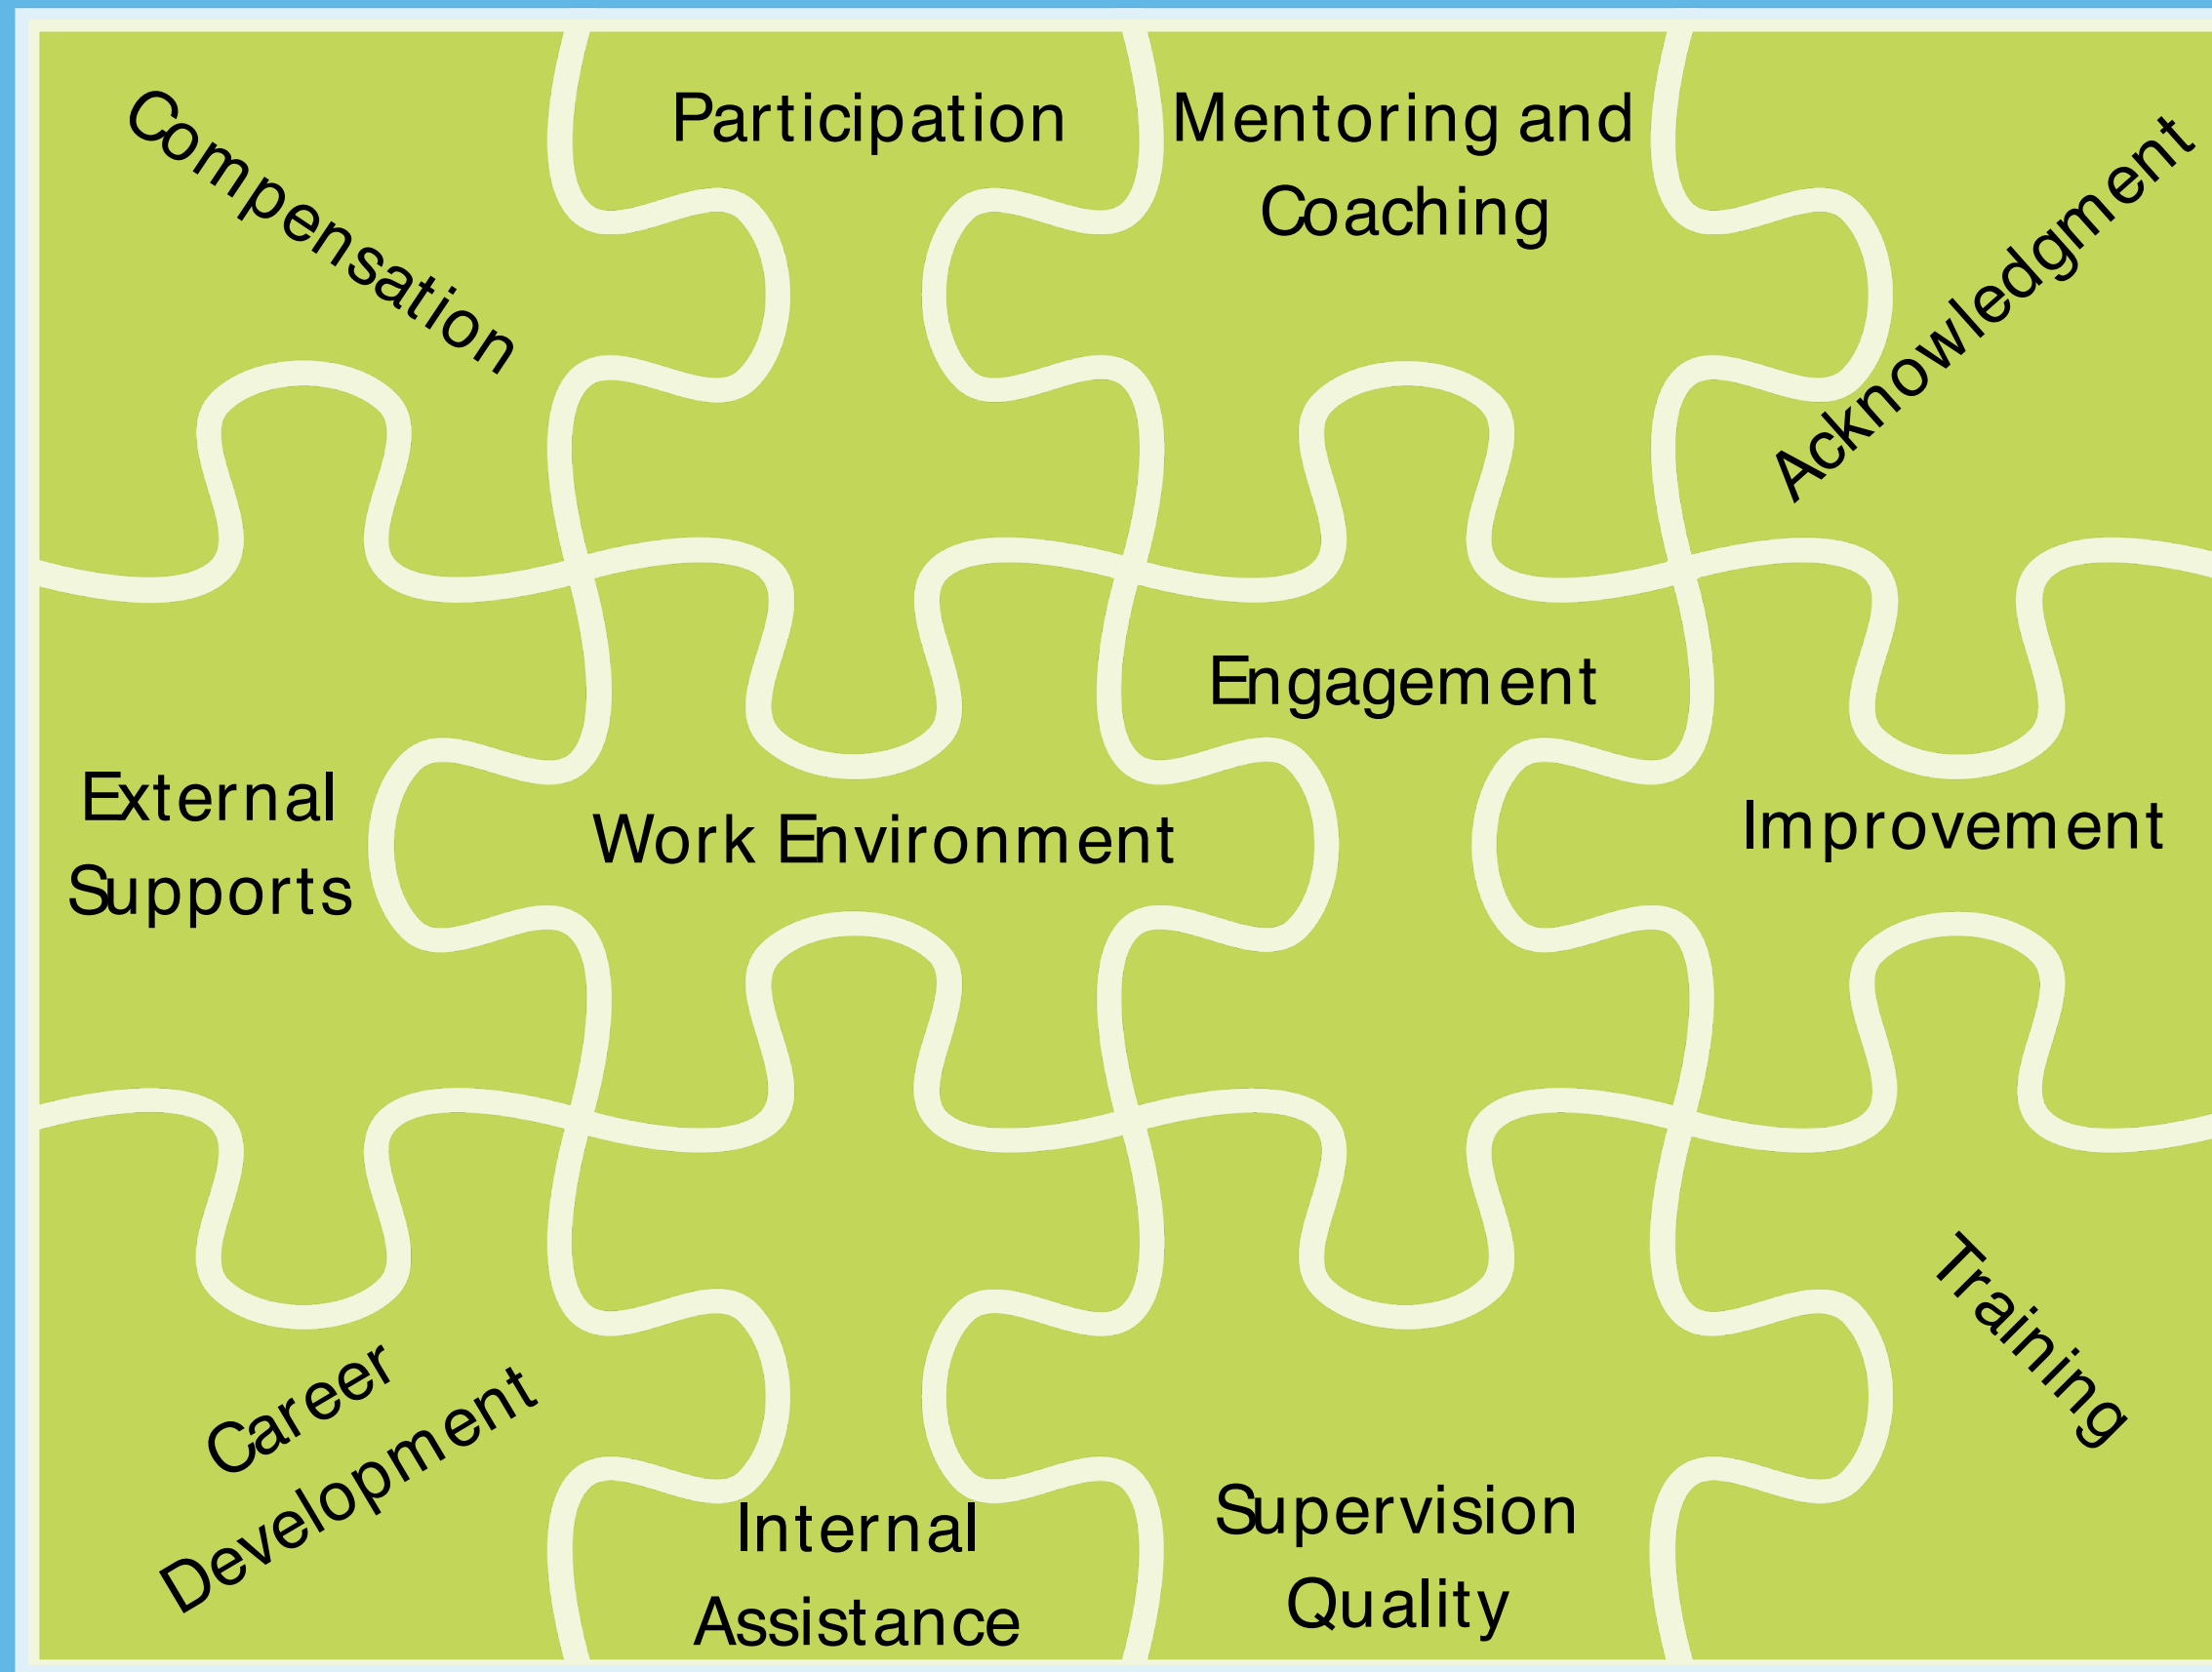 Compensation
Participation
Mentoring and
Coaching
Acknowledgment
External
Supports
Work Environment
Engagement
Improvement
Career
Development
Internal
Assistance
Supervision
Quality
Training